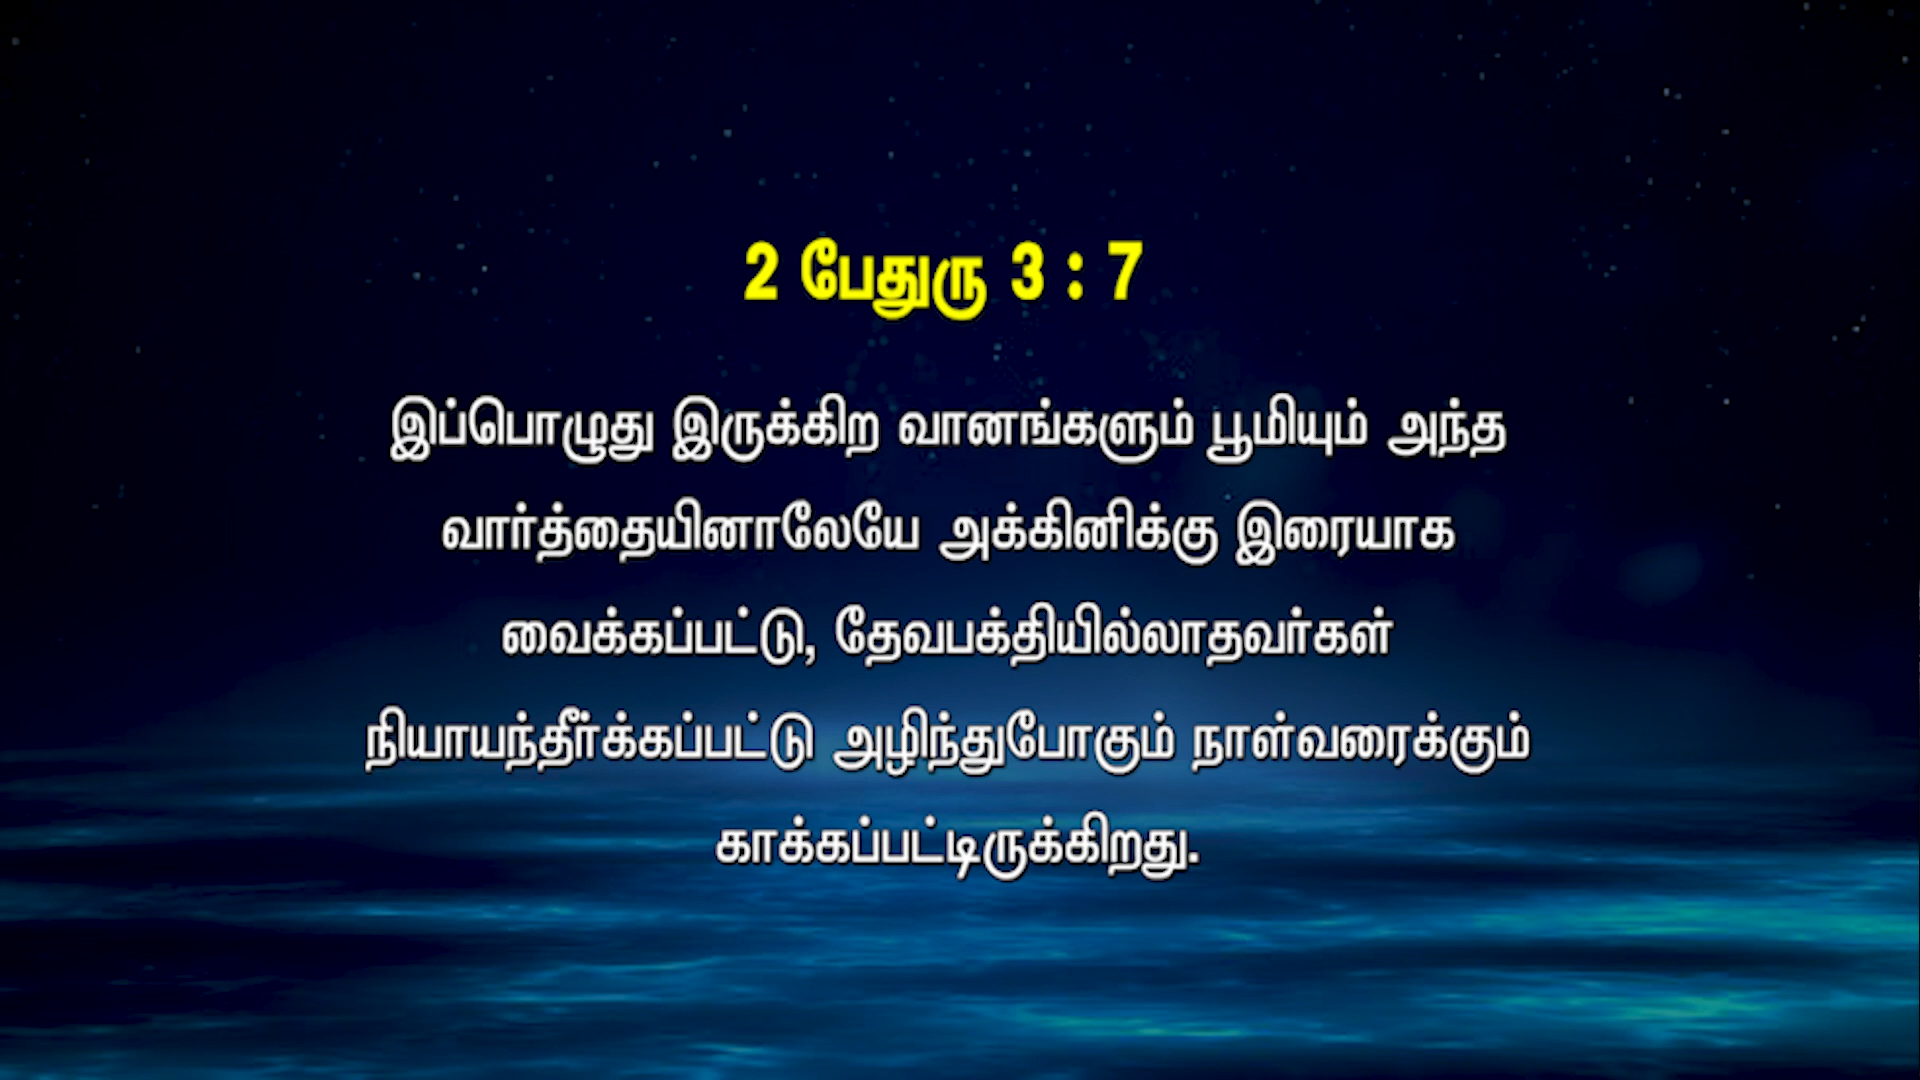 2 பேதுரு 3 : 7
இப்பொழுது இருக்கிற வானங்களும் பூமியும் அந்த
வார்த்தையினாலேயே அக்கினிக்கு இரையாக
வைக்கப்பட்டு, தேவபக்தியில்லாதவர்கள்
நியாயந்தீர்க்கப்பட்டு அழிந்துபோகும் நாள்வரைக்கும்
காக்கப்பட்டிருக்கிறது.